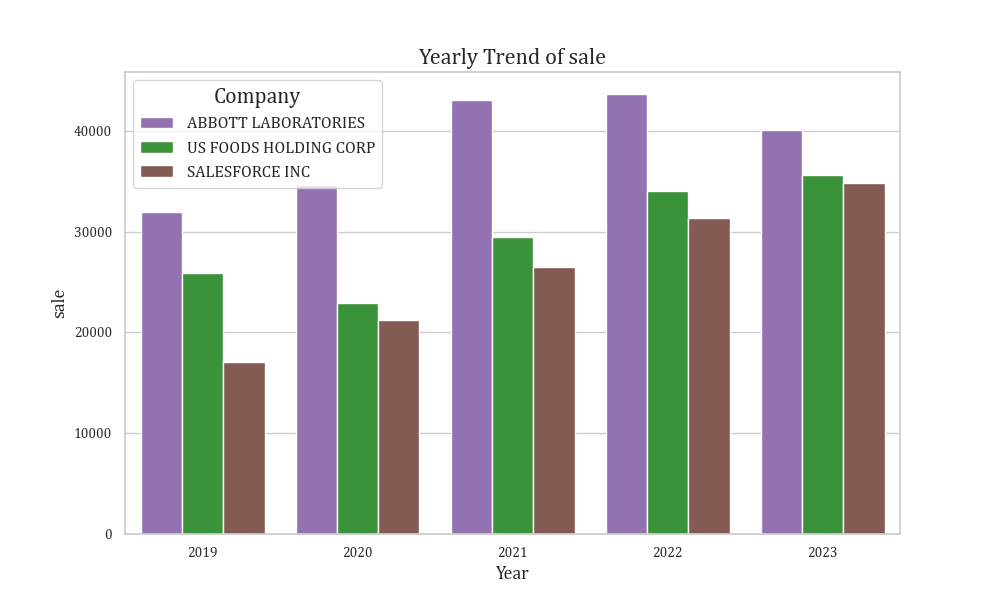 Yearly Trend of sale
Company
ABBOTT LABORATORIES
US FOODS HOLDING CORP
SALESFORCE INC
sale
40000
30000
20000
10000
0
2019 2020 2021 2022 2023
Year